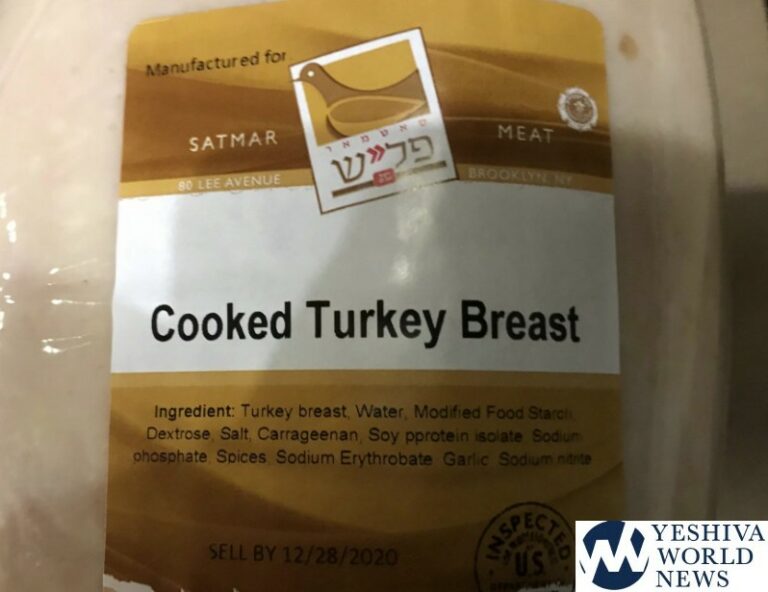 Manufactured for
סאטמאר
פלייש
SATMAR MEAT
80 LEE AVENUE BROOKLYN, NY
Cooked Turkey Breast
Ingredient: Turkey breast, Water, Modified Food Starch,
Dextrose, Salt, Carrageenan, Soy pprotein isolate, Sodium
phosphate, Spices, Sodium Erythrobate, Garlic, Sodium nitrite
SELL BY 12/28/2020
INSPECTED
U.S.
YESHIVA
WORLD
NEWS